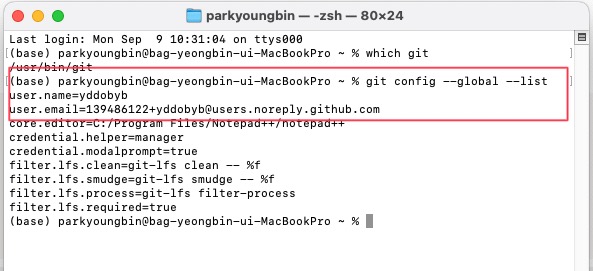 parkyoungbin — -zsh — 80×24
Last login: Mon Sep  9 10:31:04 on ttys000
[(base) parkyoungbin@bag-yeongbin-ui-MacBookPro ~ % which git ]
/usr/bin/git
[(base) parkyoungbin@bag-yeongbin-ui-MacBookPro ~ % git config --global --list ]
user.name=yddobyb
user.email=139486122+yddobyb@users.noreply.github.com
core.editor=C:/Program Files/Notepad++/notepad++
credential.helper=manager
credential.modalprompt=true
filter.lfs.clean=git-lfs clean -- %f
filter.lfs.smudge=git-lfs smudge -- %f
filter.lfs.process=git-lfs filter-process
filter.lfs.required=true
(base) parkyoungbin@bag-yeongbin-ui-MacBookPro ~ %